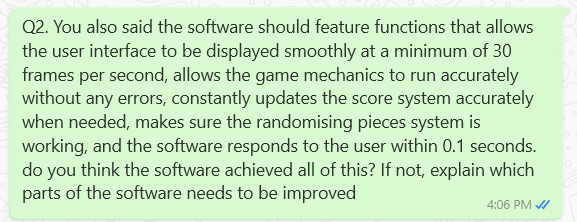 Q2. You also said the software should feature functions that allows
the user interface to be displayed smoothly at a minimum of 30
frames per second, allows the game mechanics to run accurately
without any errors, constantly updates the score system accurately
when needed, makes sure the randomising pieces system is
working, and the software responds to the user within 0.1 seconds.
do you think the software achieved all of this? If not, explain which
parts of the software needs to be improved
4:06 PM